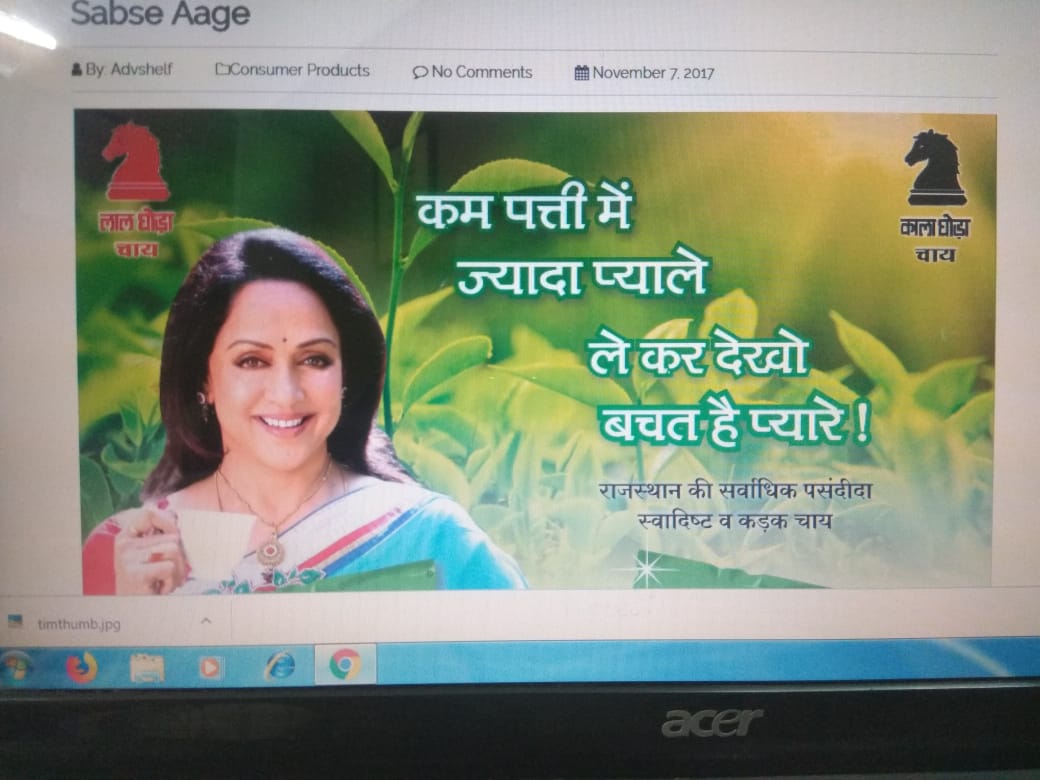 Sabse Aage
By: Advshelf
Consumer Products
No Comments
November 7, 2017
लाल घोड़ा
चाय
काला घोड़ा
चाय
कम पत्ती में
ज्यादा प्याले
ले कर देखो
बचत है प्यारे !
राजस्थान की सर्वाधिक पसंदीदा
स्वादिष्ट व कड़क चाय
timthumb.jpg
acer